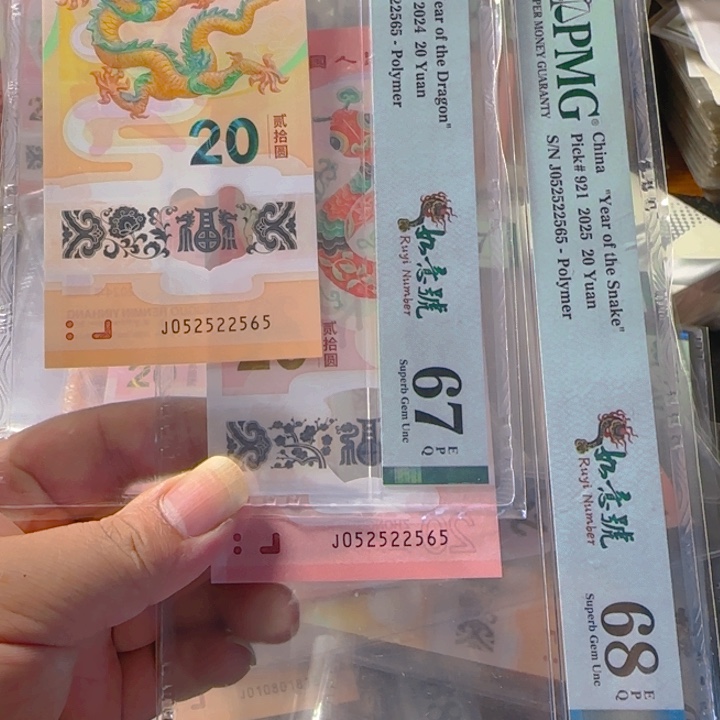 20
贰拾圆
J052522565
ear of the Dragon"
2024 20 Yuan
22565 - Polymer
如意號
Ruyi Number
67
EPQ
Superb Gem Unc
贰拾圆
J052522565
PMG
PER MONEY GUARANTY
China "Year of the Snake"
Pick# 921 2025 20 Yuan
S/N J052522565 - Polymer
如意號
Ruyi Number
68
EPQ
Superb Gem Unc